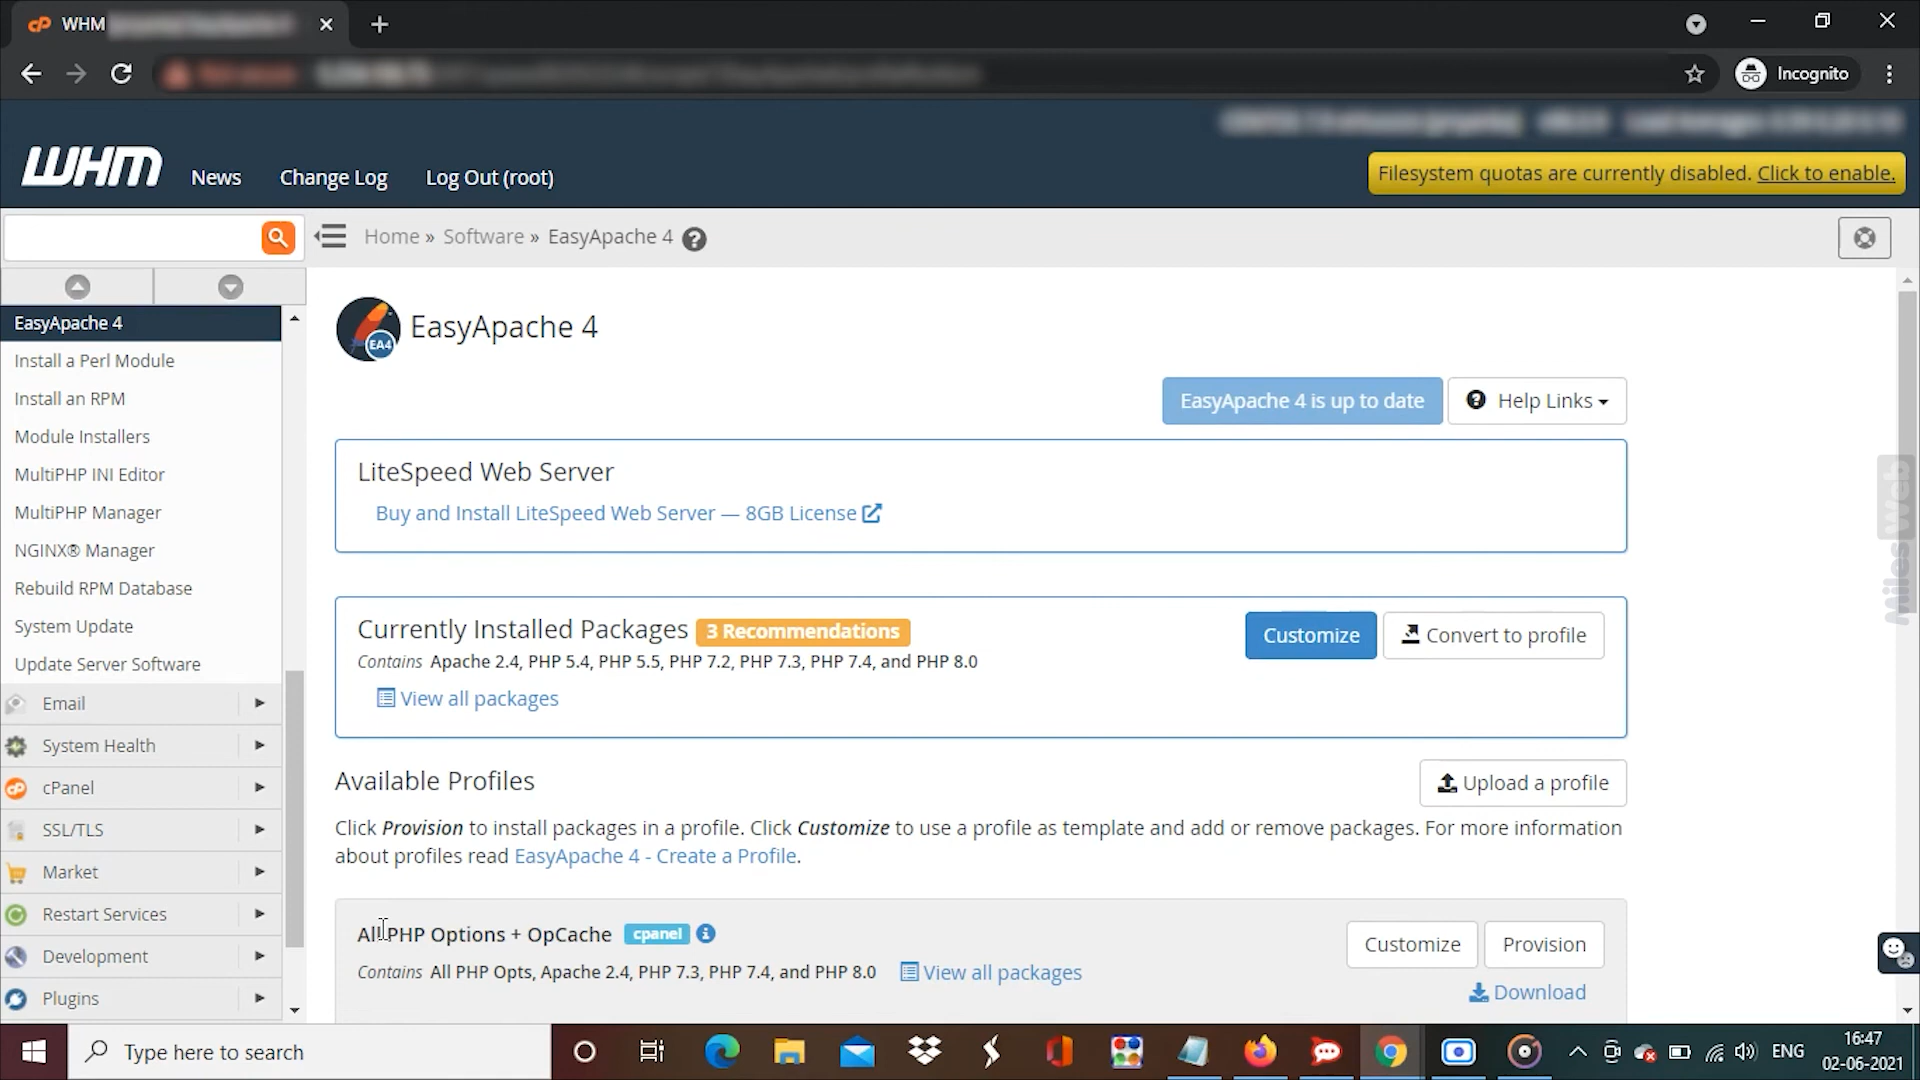 WHM
Incognito
WHM
News
Change Log
Log Out (root)
Filesystem quotas are currently disabled. Click to enable.
Home » Software » EasyApache 4
EasyApache 4
Install a Perl Module
Install an RPM
Module Installers
MultiPHP INI Editor
MultiPHP Manager
NGINX® Manager
Rebuild RPM Database
System Update
Update Server Software
Email
System Health
cPanel
SSL/TLS
Market
Restart Services
Development
Plugins
EA4
EasyApache 4
EasyApache 4 is up to date
Help Links
LiteSpeed Web Server
Buy and Install LiteSpeed Web Server — 8GB License
Currently Installed Packages 3 Recommendations
Customize
Convert to profile
Contains Apache 2.4, PHP 5.4, PHP 5.5, PHP 7.2, PHP 7.3, PHP 7.4, and PHP 8.0
View all packages
Available Profiles
Upload a profile
Click Provision to install packages in a profile. Click Customize to use a profile as template and add or remove packages. For more information
about profiles read EasyApache 4 - Create a Profile.
All PHP Options + OpCache cpanel
Customize
Provision
Contains All PHP Opts, Apache 2.4, PHP 7.3, PHP 7.4, and PHP 8.0
View all packages
Download
MilesWeb
Type here to search
ENG
16:47
02-06-2021